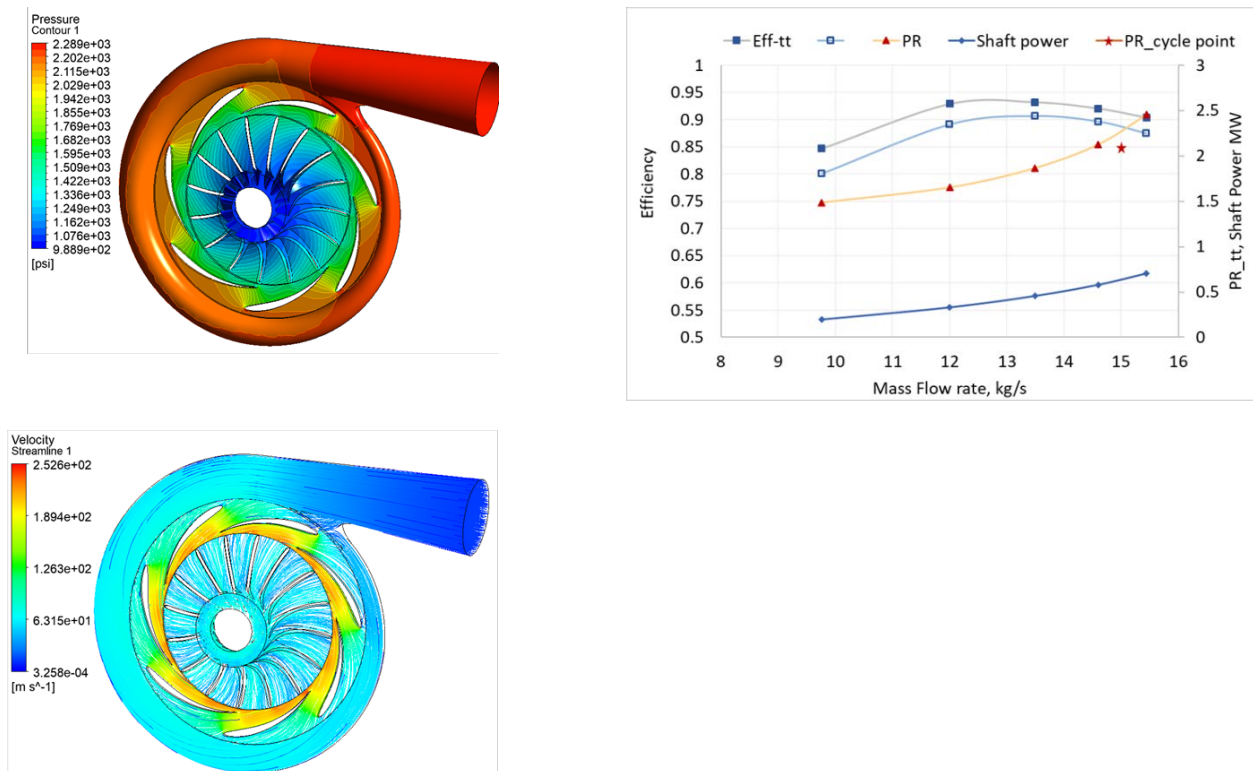 Pressure
Contour 1
2.289e+03
2.202e+03
2.115e+03
2.029e+03
1.942e+03
1.855e+03
1.769e+03
1.682e+03
1.595e+03
1.509e+03
1.422e+03
1.336e+03
1.249e+03
1.162e+03
1.076e+03
9.889e+02
[psi]
Eff-tt PR Shaft power PR_cycle point
1 3
0.95
0.9 2.5
0.85 2
0.8
0.75 1.5
0.7
0.65 1
0.6
0.55 0.5
0.5 0
Efficiency
PR_tt, Shaft Power MW
8 9 10 11 12 13 14 15 16
Mass Flow rate, kg/s
Velocity
Streamline 1
2.526e+02
1.894e+02
1.263e+02
6.315e+01
3.258e-04
[m s^-1]